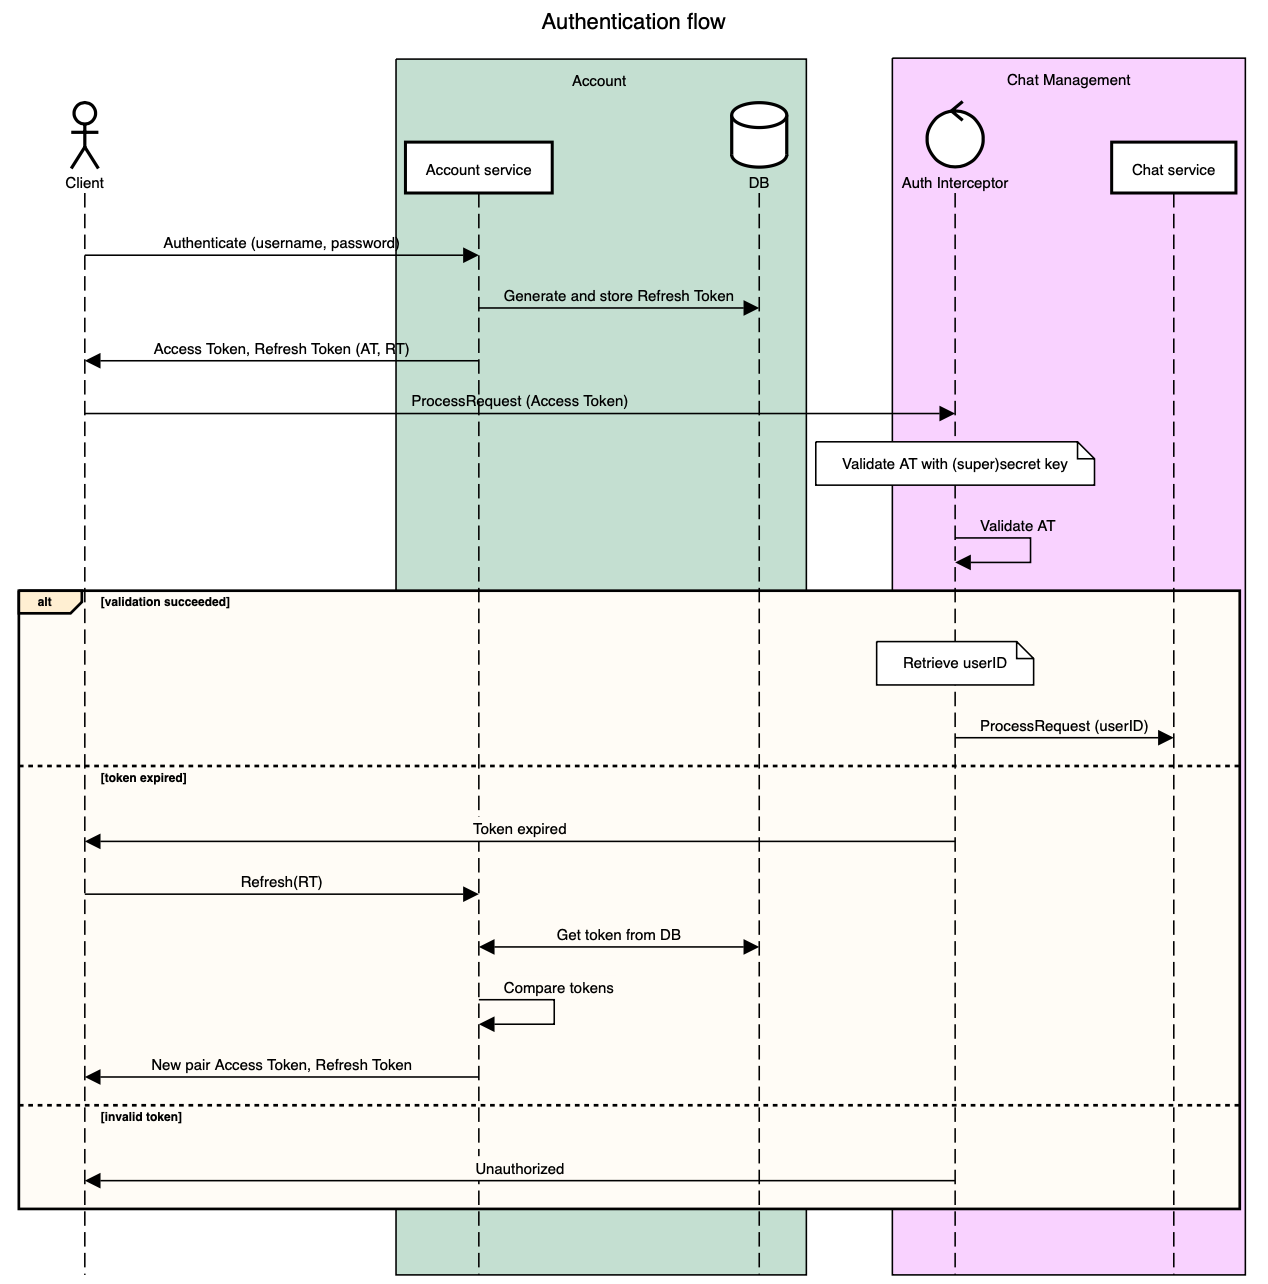 Authentication flow
Account
Chat Management
Client
Account service
DB
Auth Interceptor
Chat service
Authenticate (username, password)
Generate and store Refresh Token
Access Token, Refresh Token (AT, RT)
ProcessRequest (Access Token)
Validate AT with (super)secret key
Validate AT
alt
[validation succeeded]
Retrieve userID
ProcessRequest (userID)
[token expired]
Token expired
Refresh(RT)
Get token from DB
Compare tokens
New pair Access Token, Refresh Token
[invalid token]
Unauthorized